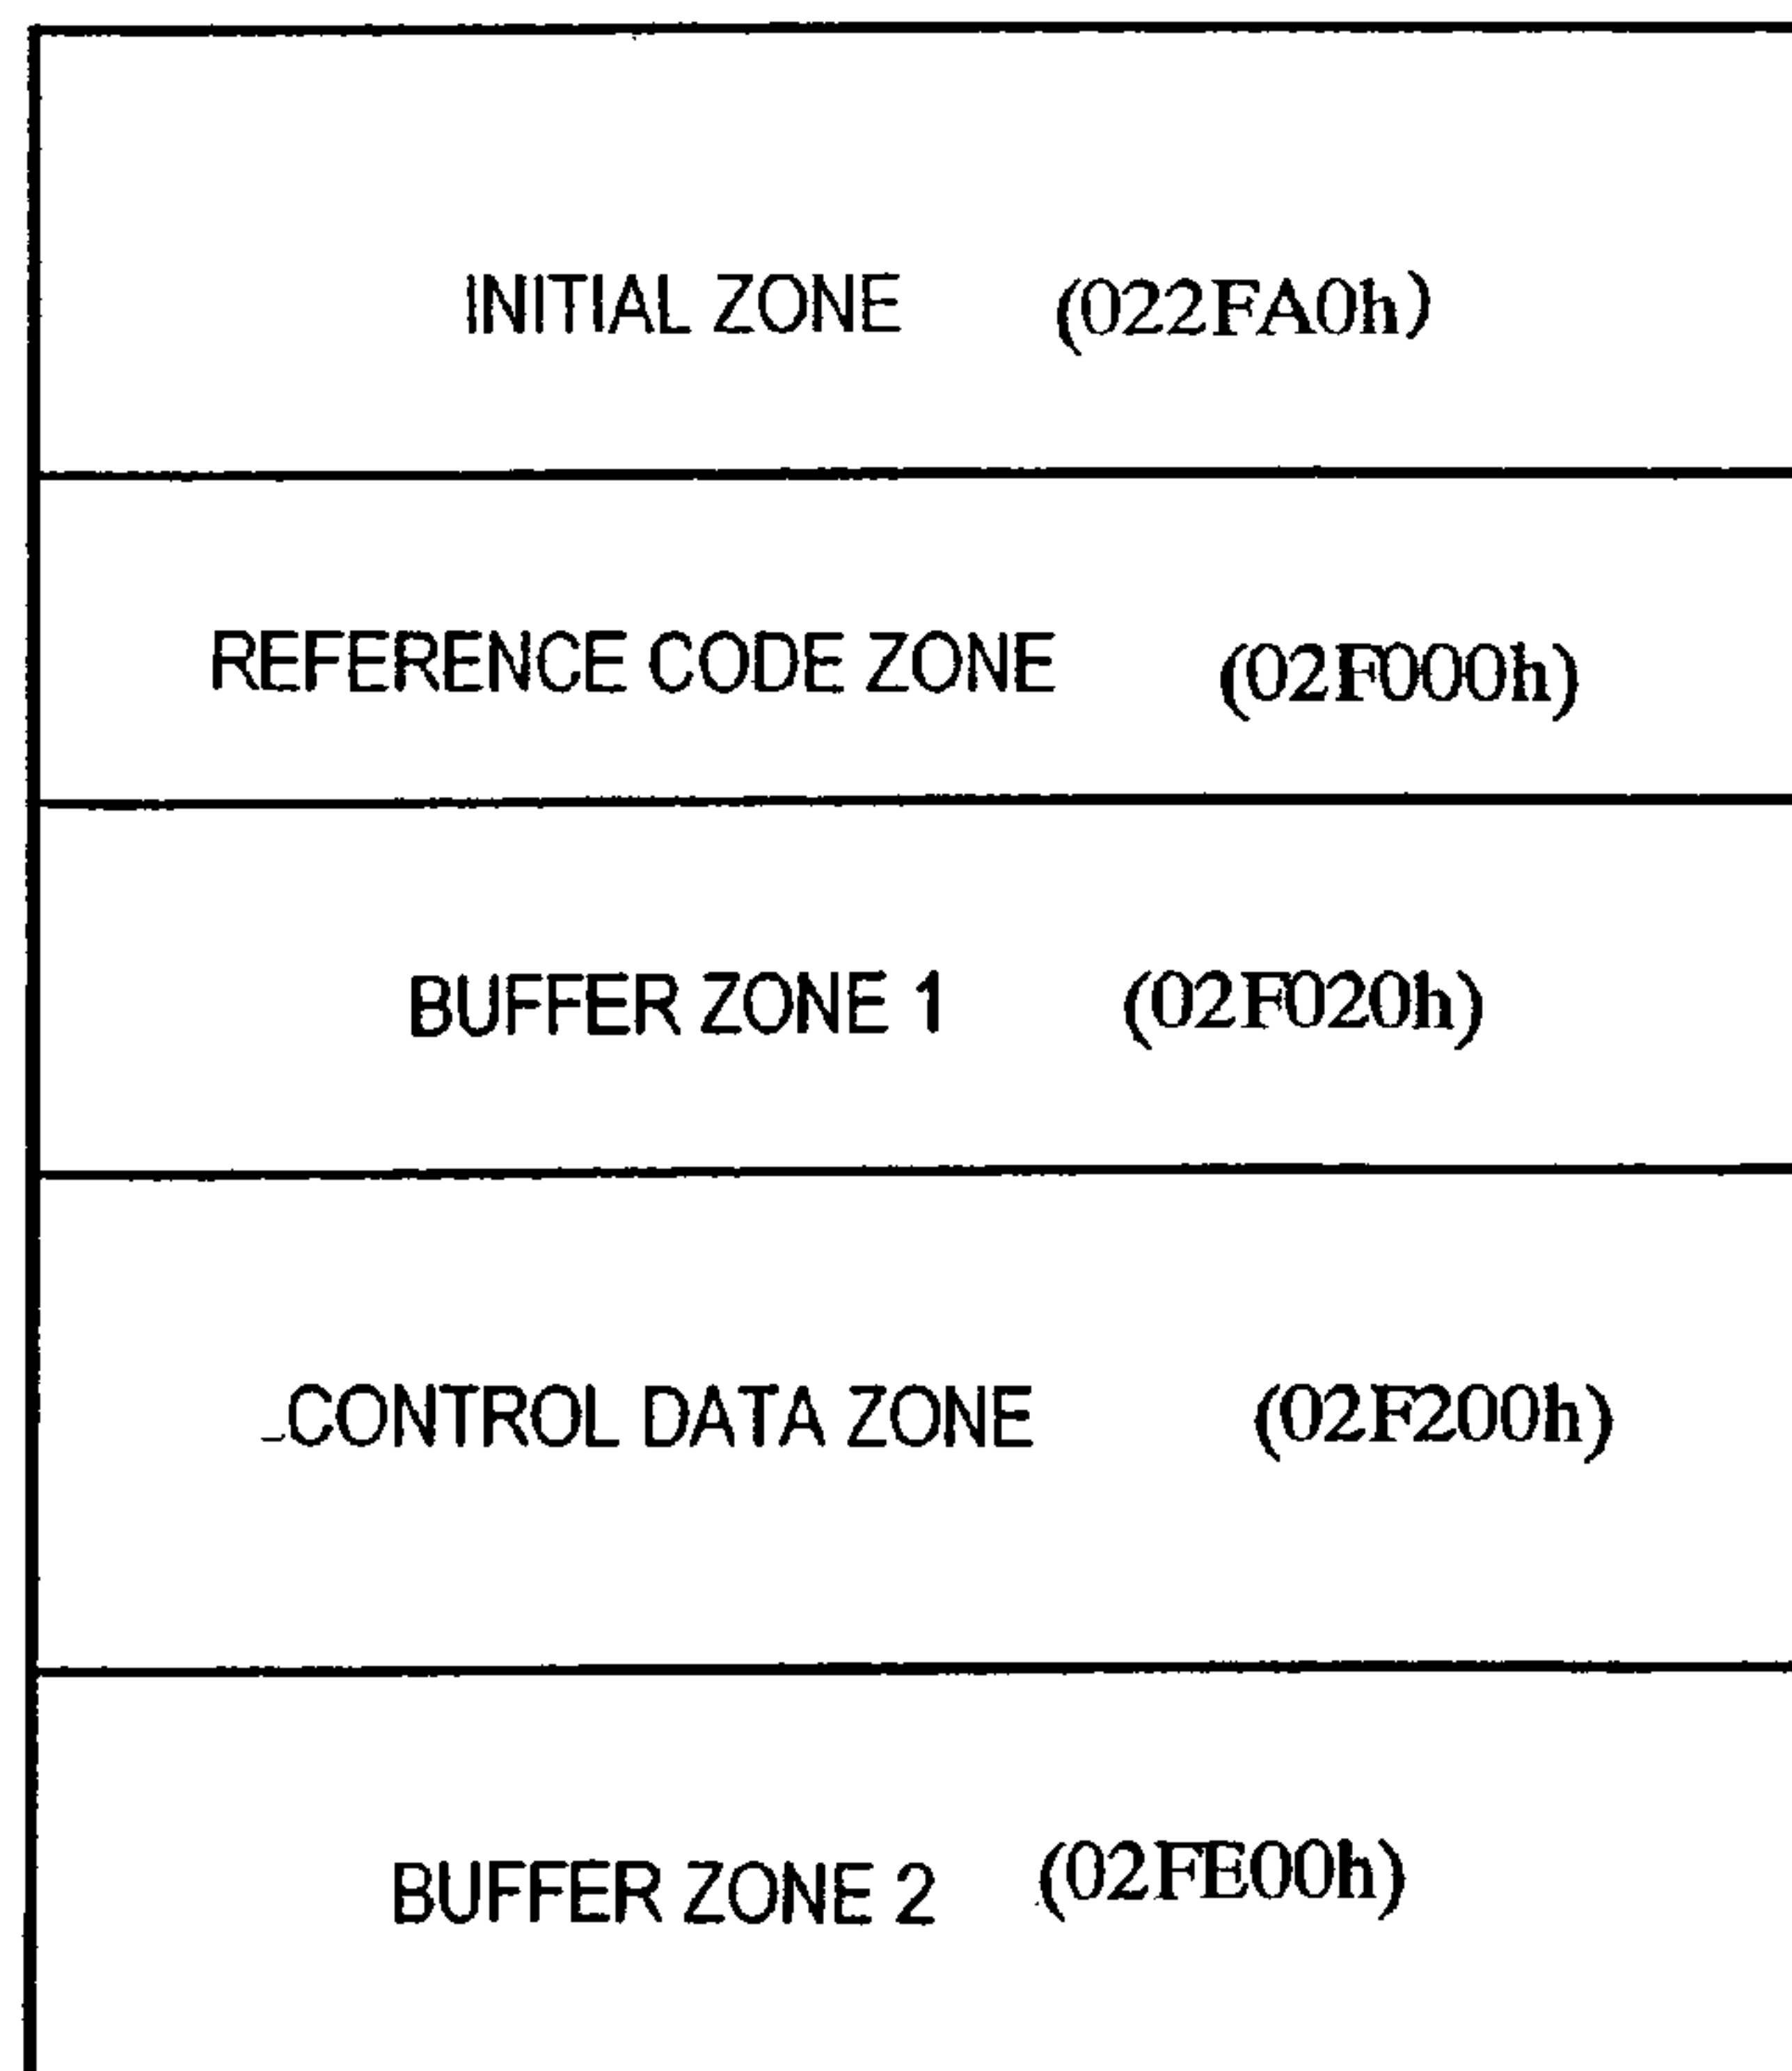 INITIAL ZONE (022FA0h)
REFERENCE CODE ZONE (02F000h)
BUFFER ZONE 1 (02F020h)
CONTROL DATA ZONE (02F200h)
BUFFER ZONE 2 (02FE00h)